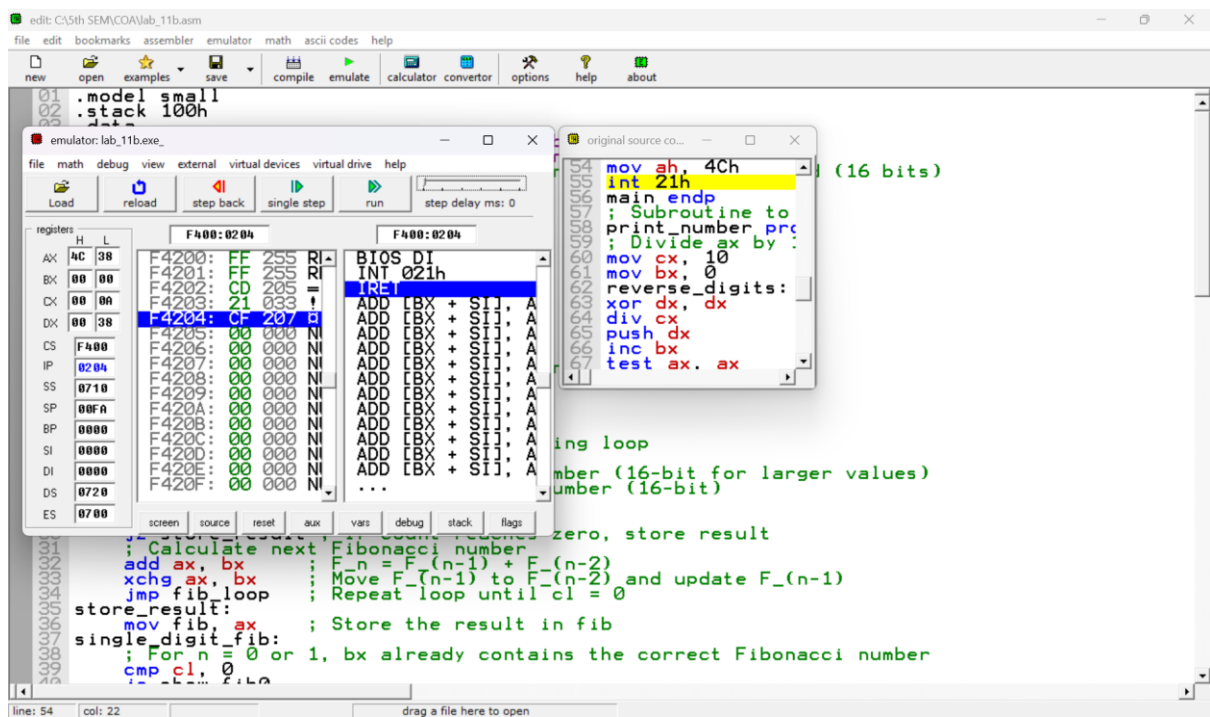 edit: C:\5th SEM\COA\lab_11b.asm
file edit bookmarks assembler emulator math ascii codes help
new open examples save compile emulate calculator convertor options help about
01 .model small
02 .stack 100h
03 .data
emulator: lab_11b.exe_
file math debug view external virtual devices virtual drive help
Load reload step back single step run step delay ms: 0
registers
H L
F400:0204 F400:0204
AX 4C 38
BX 00 00
CX 00 0A
DX 00 38
CS F400
IP 0204
SS 0710
SP 00FA
BP 0000
SI 0000
DI 0000
DS 0720
ES 0700
F4200: FF 255
F4201: FF 255
F4202: CD 205 =
F4203: 21 033 !
F4204: CF 207
F4205: 00 000
F4206: 00 000
F4207: 00 000
F4208: 00 000
F4209: 00 000
F420A: 00 000
F420B: 00 000
F420C: 00 000
F420D: 00 000
F420E: 00 000
F420F: 00 000
BIOS DI
INT 021h
IRET
ADD [BX + SI], A
ADD [BX + SI], A
ADD [BX + SI], A
ADD [BX + SI], A
ADD [BX + SI], A
ADD [BX + SI], A
ADD [BX + SI], A
ADD [BX + SI], A
ADD [BX + SI], A
ADD [BX + SI], A
ADD [BX + SI], A
...
screen source reset aux vars debug stack flags
original source co...
54 mov ah, 4Ch
55 int 21h
56 main endp
57 ; Subroutine to
58 print_number pro
59 ; Divide ax by
60 mov cx, 10
61 mov bx, 0
62 reverse_digits:
63 xor dx, dx
64 div cx
65 push dx
66 inc bx
67 test ax, ax
(16 bits)
ing loop
mber (16-bit for larger values)
umber (16-bit)
zero, store result
31 ; Calculate next Fibonacci number
32 add ax, bx ; F_n = F_(n-1) + F_(n-2)
33 xchg ax, bx ; Move F_(n-1) to F_(n-2) and update F_(n-1)
34 jmp fib_loop ; Repeat loop until cl = 0
35 store_result:
36 mov fib, ax ; Store the result in fib
37 single_digit_fib:
38 ; For n = 0 or 1, bx already contains the correct Fibonacci number
39 cmp cl, 0
line: 54 col: 22 drag a file here to open